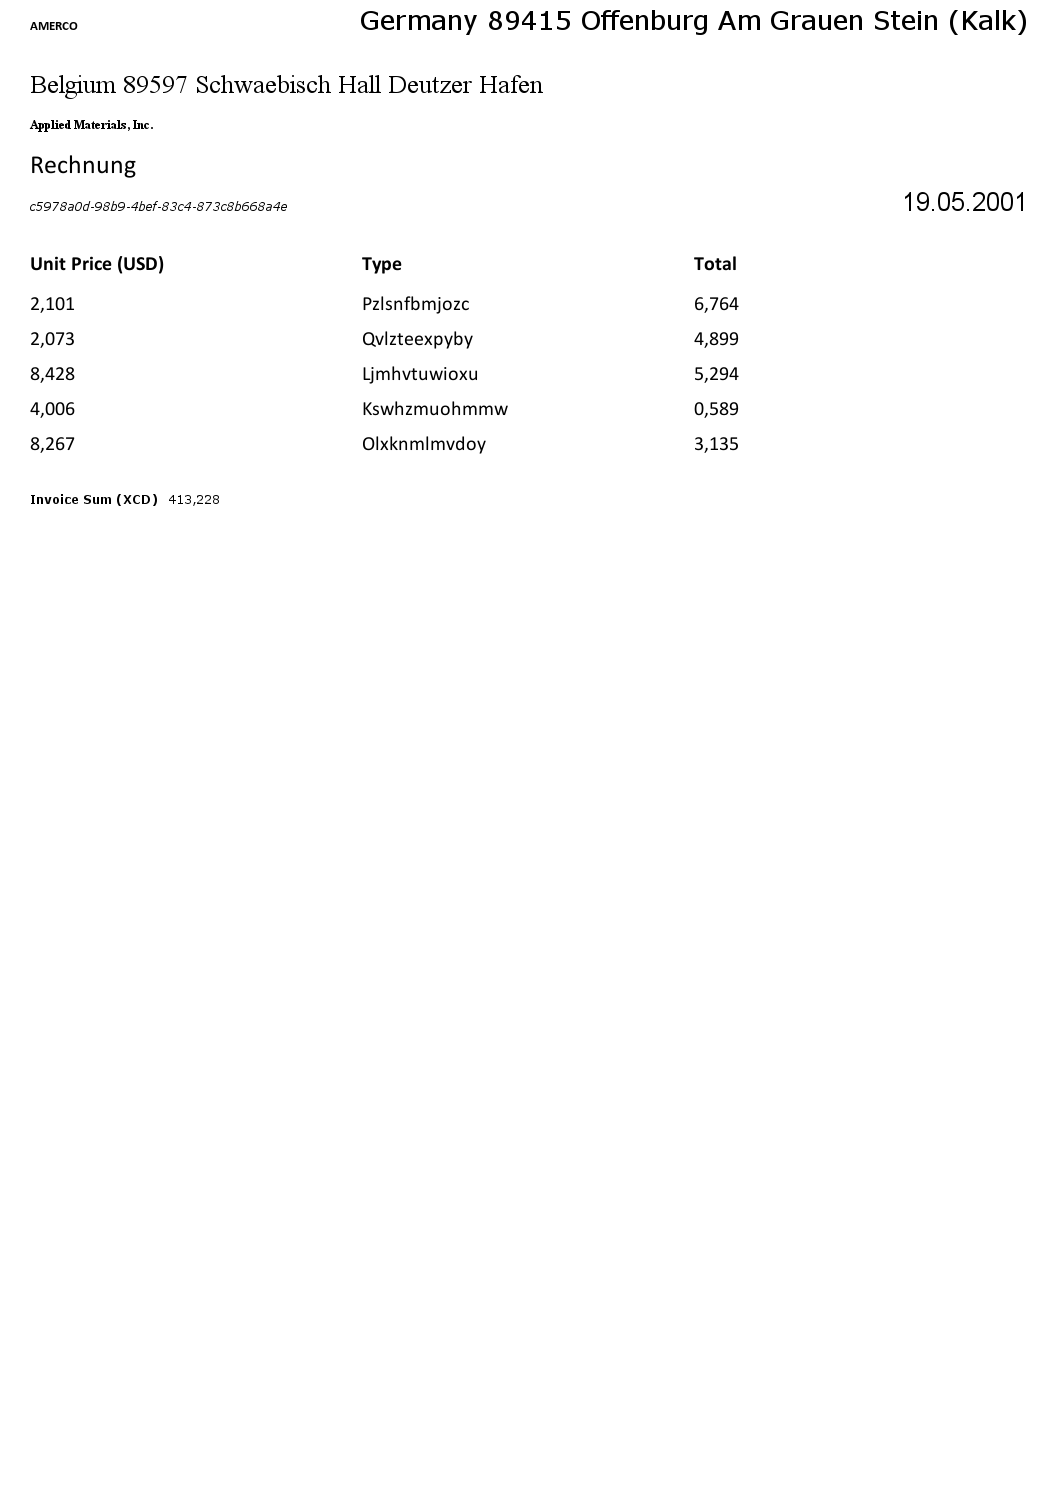 AMERCO Germany 89415 Offenburg Am Grauen Stein (Kalk)
Belgium 89597 Schwaebisch Hall Deutzer Hafen
Applied Materials, Inc.
Rechnung
c5978a0d-98b9-4bef-83c4-873c8b668a4e 19.05.2001
Unit Price (USD) Type Total
2,101 Pzlsnfbmjozc 6,764
2,073 Qvlzteexpyby 4,899
8,428 Ljmhvtuwioxu 5,294
4,006 Kswhzmuohmmw 0,589
8,267 Olxknmlmvdoy 3,135
Invoice Sum (XCD) 413,228